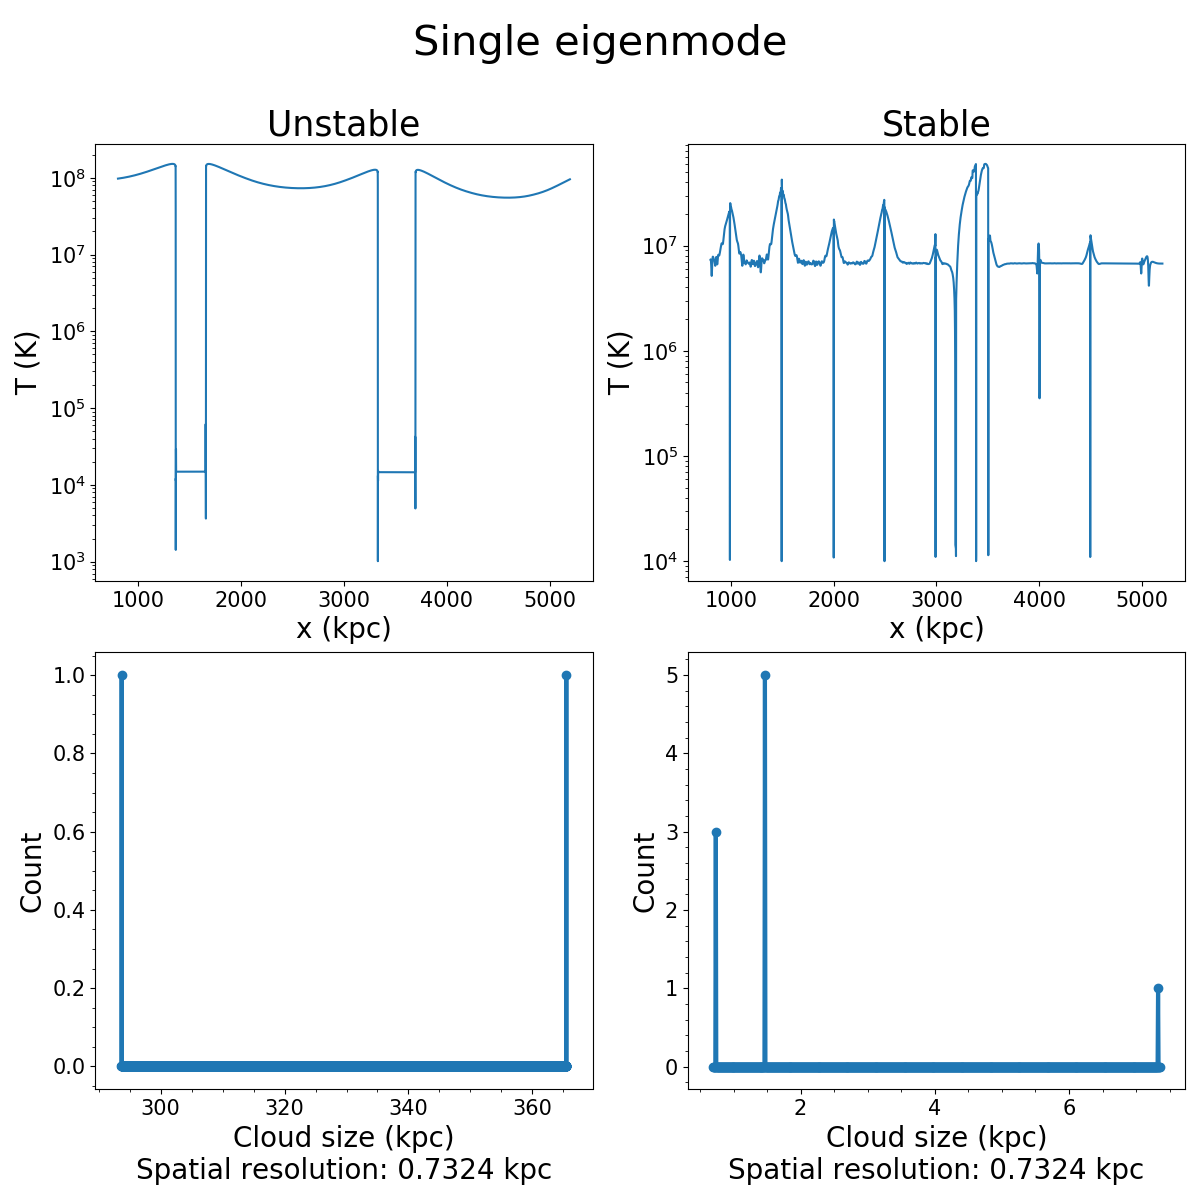 Single eigenmode
Unstable
Stable
T (K)
10⁸
10⁷
10⁶
10⁵
10⁴
10³
1000 2000 3000 4000 5000
x (kpc)
T (K)
10⁷
10⁶
10⁵
10⁴
1000 2000 3000 4000 5000
x (kpc)
Count
1.0
0.8
0.6
0.4
0.2
0.0
300 320 340 360
Cloud size (kpc)
Spatial resolution: 0.7324 kpc
Count
5
4
3
2
1
0
2 4 6
Cloud size (kpc)
Spatial resolution: 0.7324 kpc